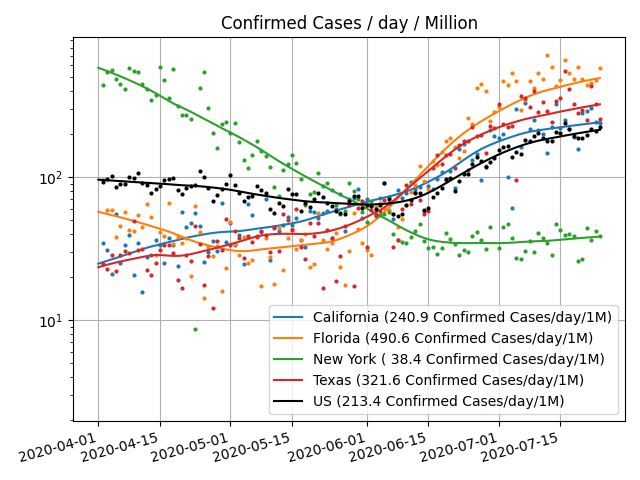 Confirmed Cases / day / Million
10²
10¹
California (240.9 Confirmed Cases/day/1M)
Florida (490.6 Confirmed Cases/day/1M)
New York ( 38.4 Confirmed Cases/day/1M)
Texas (321.6 Confirmed Cases/day/1M)
US (213.4 Confirmed Cases/day/1M)
2020-04-01 2020-04-15 2020-05-01 2020-05-15 2020-06-01 2020-06-15 2020-07-01 2020-07-15